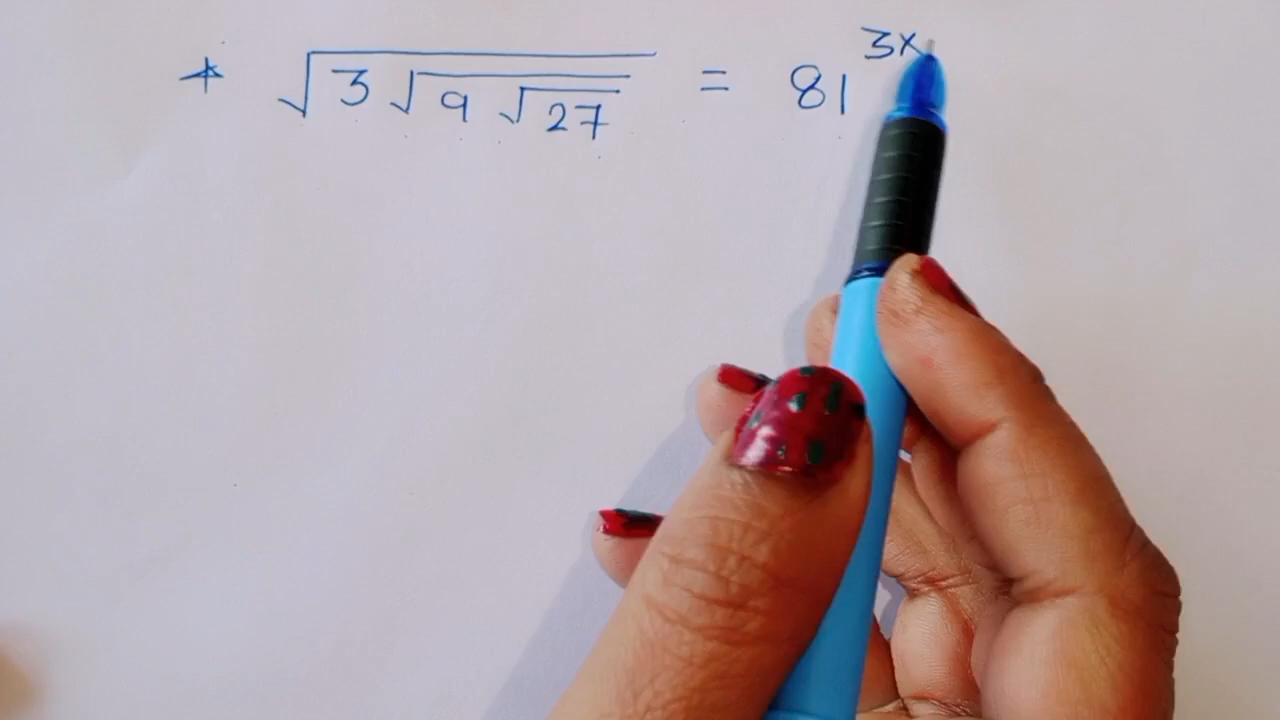 * √(3√(9√27)) = 81^3x